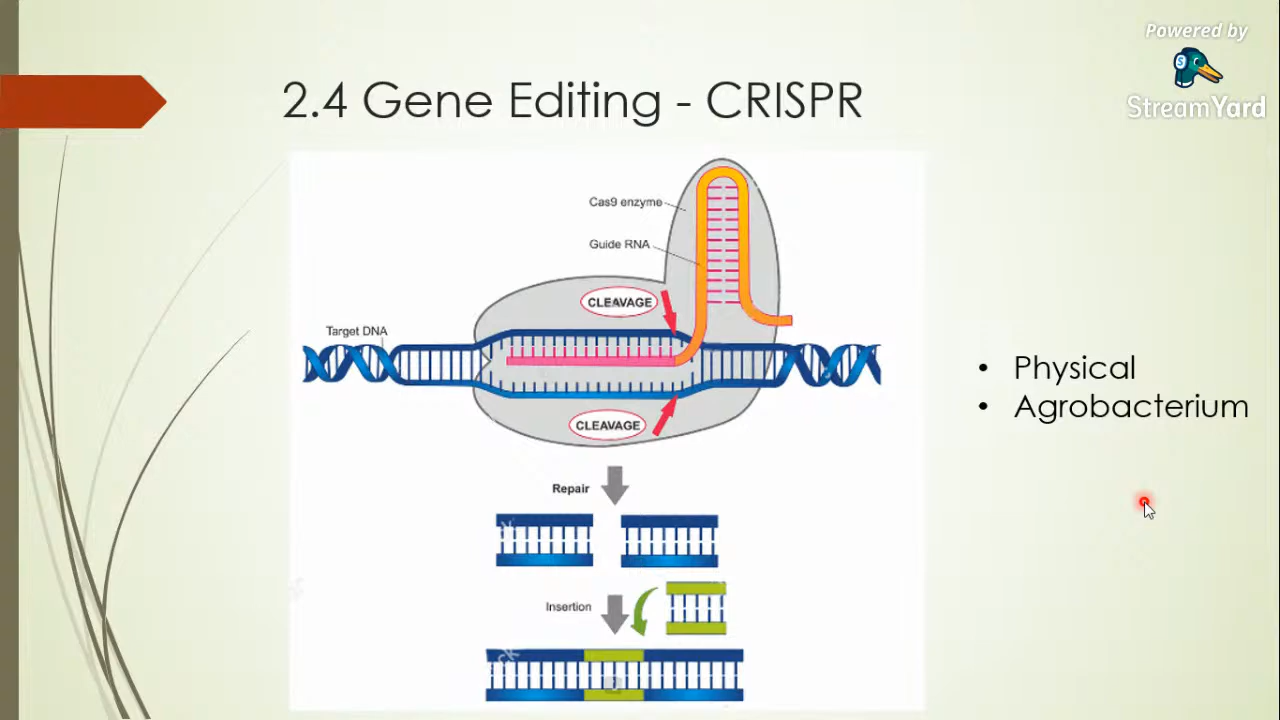 Powered by
StreamYard
2.4 Gene Editing - CRISPR
Cas9 enzyme
Guide RNA
CLEAVAGE
Target DNA
CLEAVAGE
Repair
Insertion
• Physical
• Agrobacterium